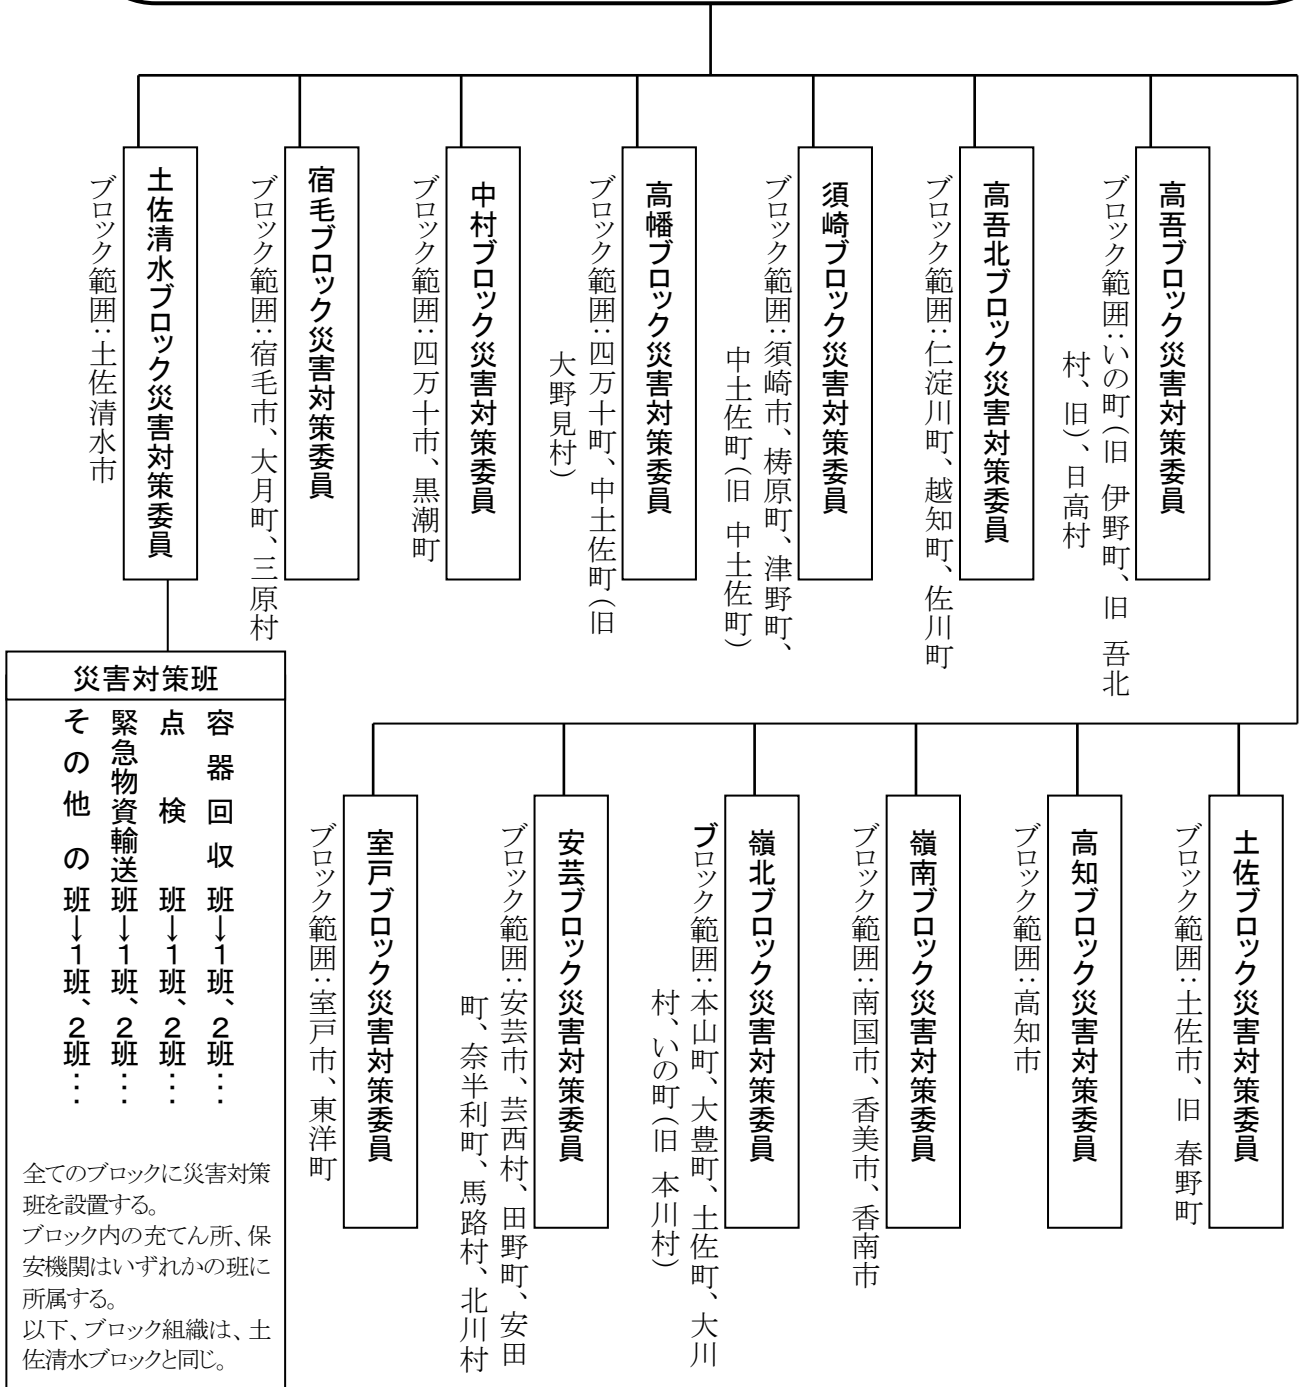 高吾ブロック災害対策委員
ブロック範囲：いの町（旧 伊野町、旧 吾北
村、旧）、日高村
高吾北ブロック災害対策委員
ブロック範囲：仁淀川町、越知町、佐川町
須崎ブロック災害対策委員
ブロック範囲：須崎市、梼原町、津野町、
中土佐町（旧 中土佐町）
高幡ブロック災害対策委員
ブロック範囲：四万十町、中土佐町（旧
大野見村）
中村ブロック災害対策委員
ブロック範囲：四万十市、黒潮町
宿毛ブロック災害対策委員
ブロック範囲：宿毛市、大月町、三原村
土佐清水ブロック災害対策委員
ブロック範囲：土佐清水市
災害対策班
容器回収班→１班、２班…
点検班→１班、２班…
緊急物資輸送班→１班、２班…
その他の班→１班、２班…
全てのブロックに災害対策
班を設置する。
ブロック内の充てん所、保
安機関はいずれかの班に
所属する。
以下、ブロック組織は、土
佐清水ブロックと同じ。
土佐ブロック災害対策委員
ブロック範囲：土佐市、旧 春野町
高知ブロック災害対策委員
ブロック範囲：高知市
嶺南ブロック災害対策委員
ブロック範囲：南国市、香美市、香南市
嶺北ブロック災害対策委員
ブロック範囲：本山町、大豊町、土佐町、大川
村、いの町（旧 本川村）
安芸ブロック災害対策委員
ブロック範囲：安芸市、芸西村、田野町、安田
町、奈半利町、馬路村、北川村
室戸ブロック災害対策委員
ブロック範囲：室戸市、東洋町